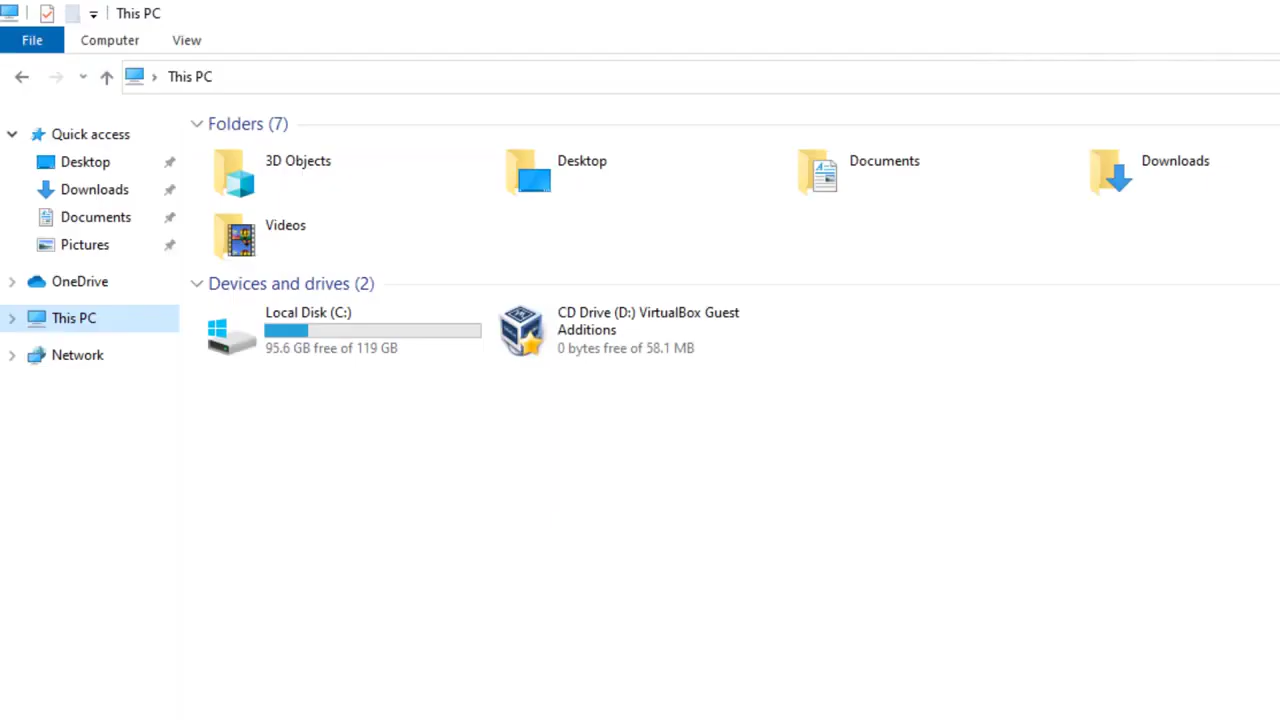 This PC
File Computer View
This PC
Quick access
Desktop
Downloads
Documents
Pictures
OneDrive
This PC
Network
Folders (7)
3D Objects
Desktop
Documents
Downloads
Videos
Devices and drives (2)
Local Disk (C:)
95.6 GB free of 119 GB
CD Drive (D:) VirtualBox Guest
Additions
0 bytes free of 58.1 MB